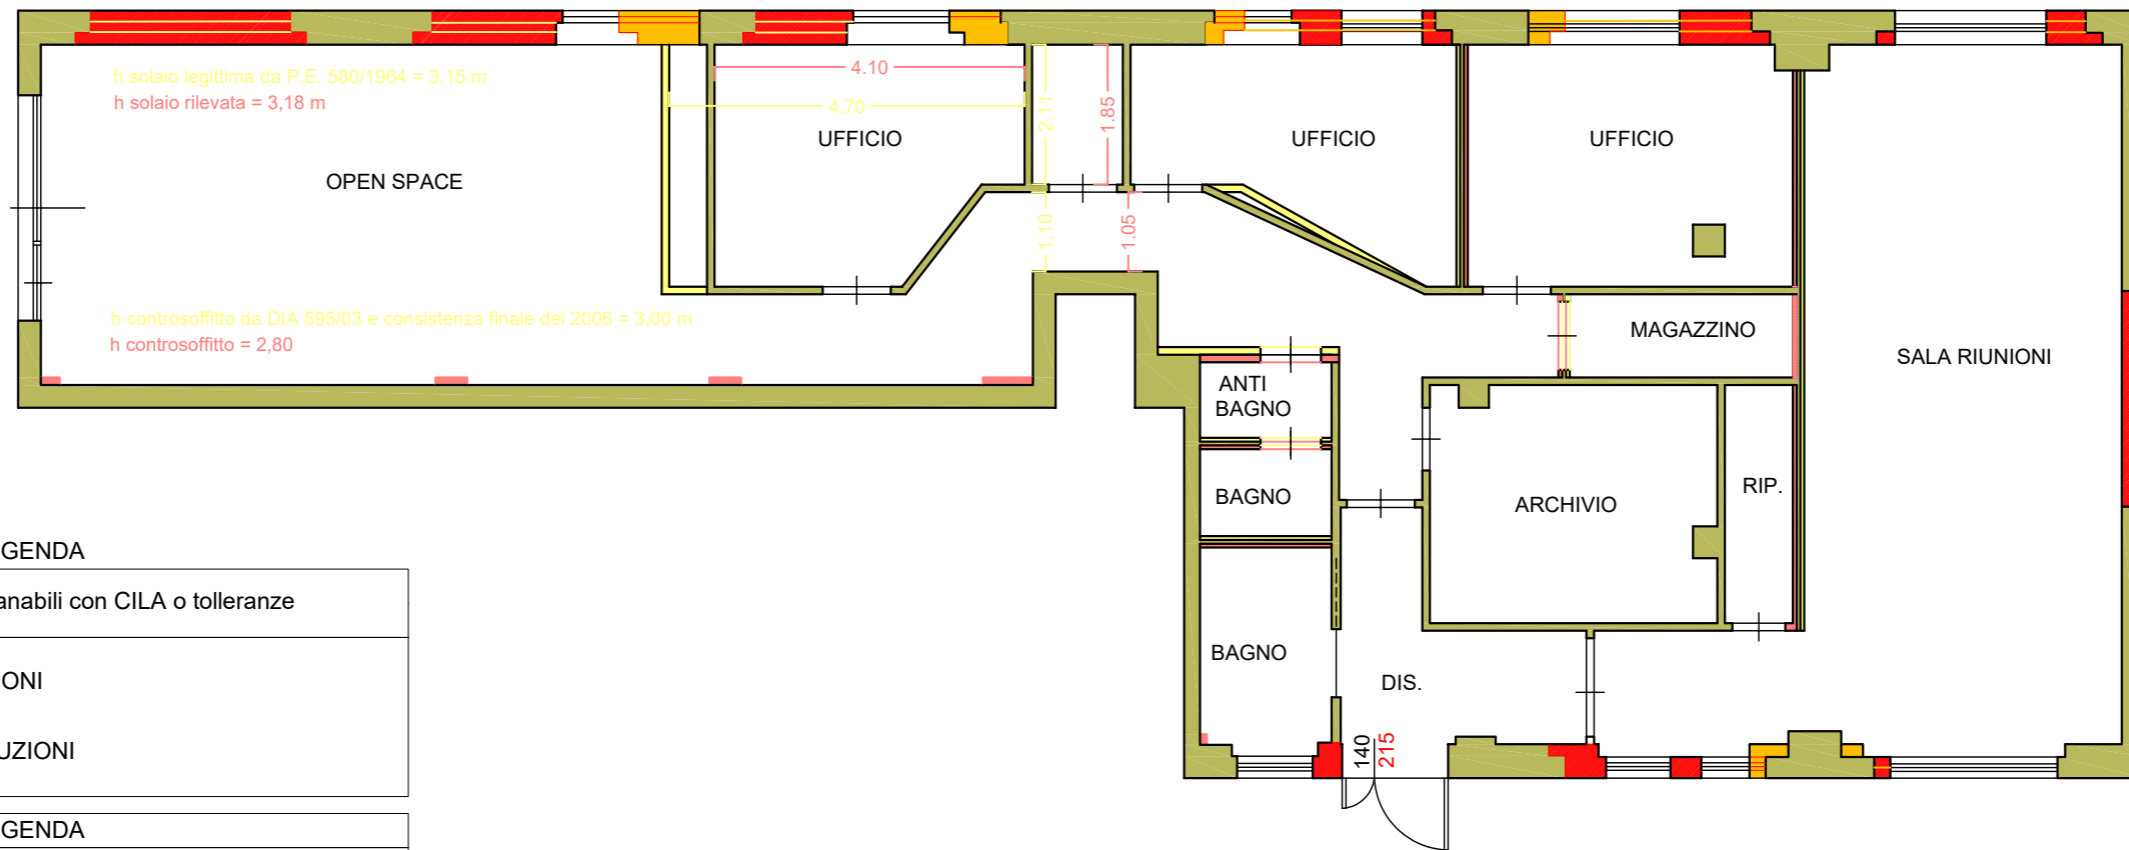 h solaio legittima da P.E. 580/1964 = 3,15 m
h solaio rilevata = 3,18 m
4.10
4.70
2.11
1.85
UFFICIO
UFFICIO
UFFICIO
OPEN SPACE
1.10
1.05
h controsoffitto da DIA 595/03 e consistenza finale del 2006 = 3,00 m
h controsoffitto = 2,80
MAGAZZINO
SALA RIUNIONI
ANTI
BAGNO
BAGNO
RIP.
ARCHIVIO
BAGNO
DIS.
140
215
GENDA
anabili con CILA o tolleranze
ONI
UZIONI
GENDA